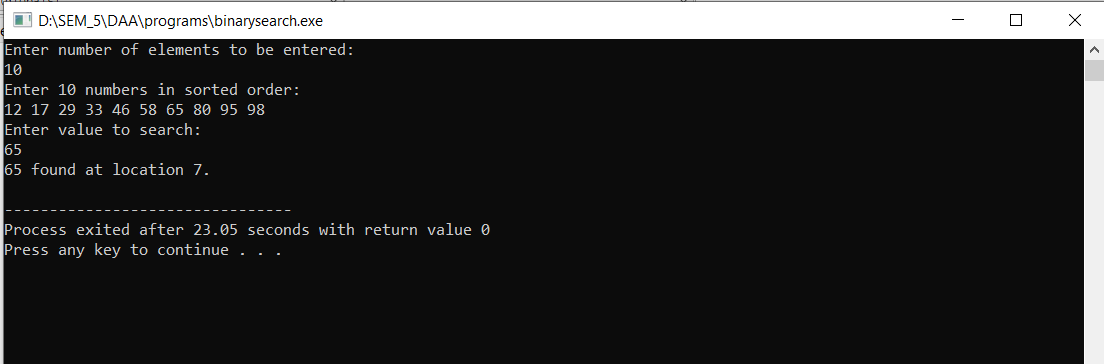 D:\SEM_5\DAA\programs\binarysearch.exe
Enter number of elements to be entered:
10
Enter 10 numbers in sorted order:
12 17 29 33 46 58 65 80 95 98
Enter value to search:
65
65 found at location 7.
--------------------------------
Process exited after 23.05 seconds with return value 0
Press any key to continue . . .